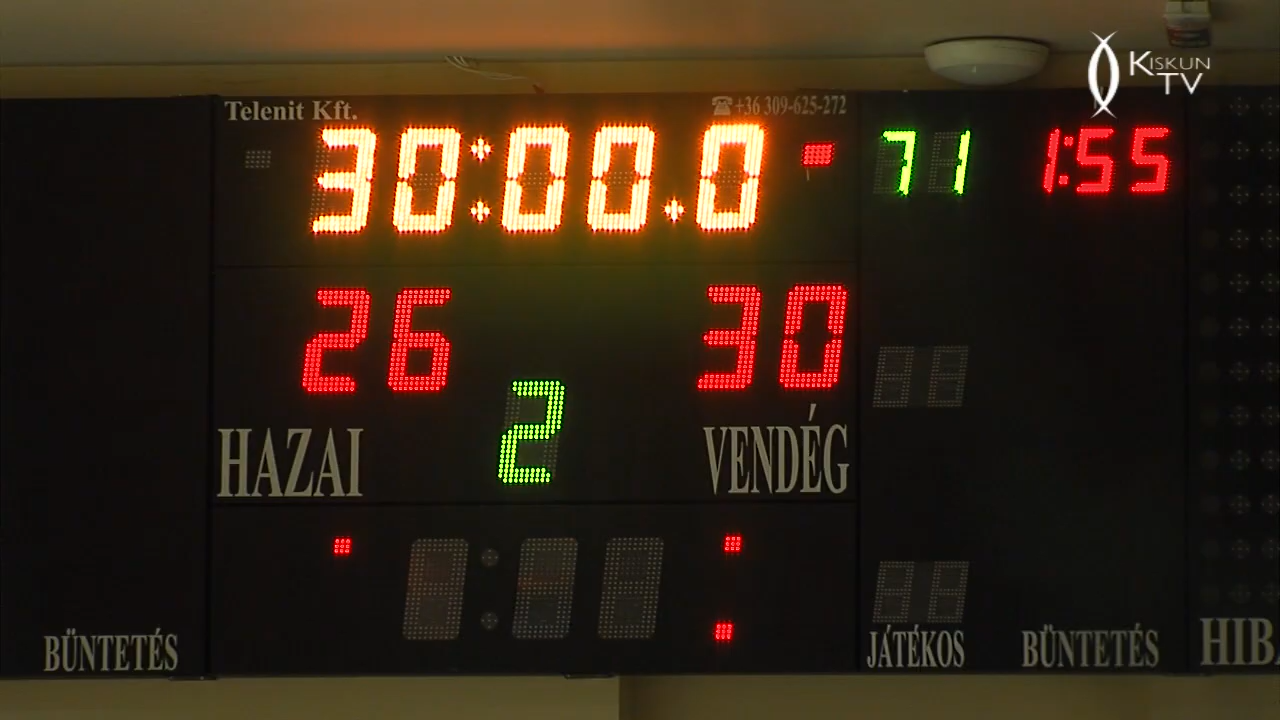 KISKUN TV
Telenit Kft. ☎+36 309-625-272
30:00.0 71 1:55
26 30
2
HAZAI VENDÉG
BÜNTETÉS JÁTÉKOS BÜNTETÉS HIB